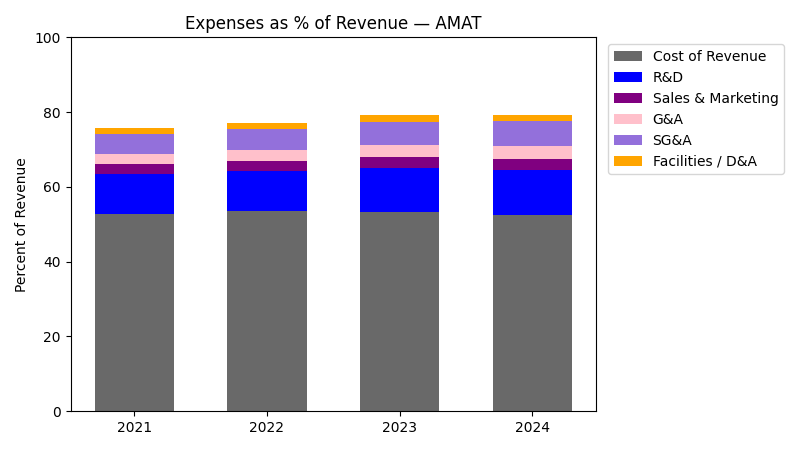 Expenses as % of Revenue — AMAT
100
80
60
40
20
0
Percent of Revenue
2021
2022
2023
2024
Cost of Revenue
R&D
Sales & Marketing
G&A
SG&A
Facilities / D&A